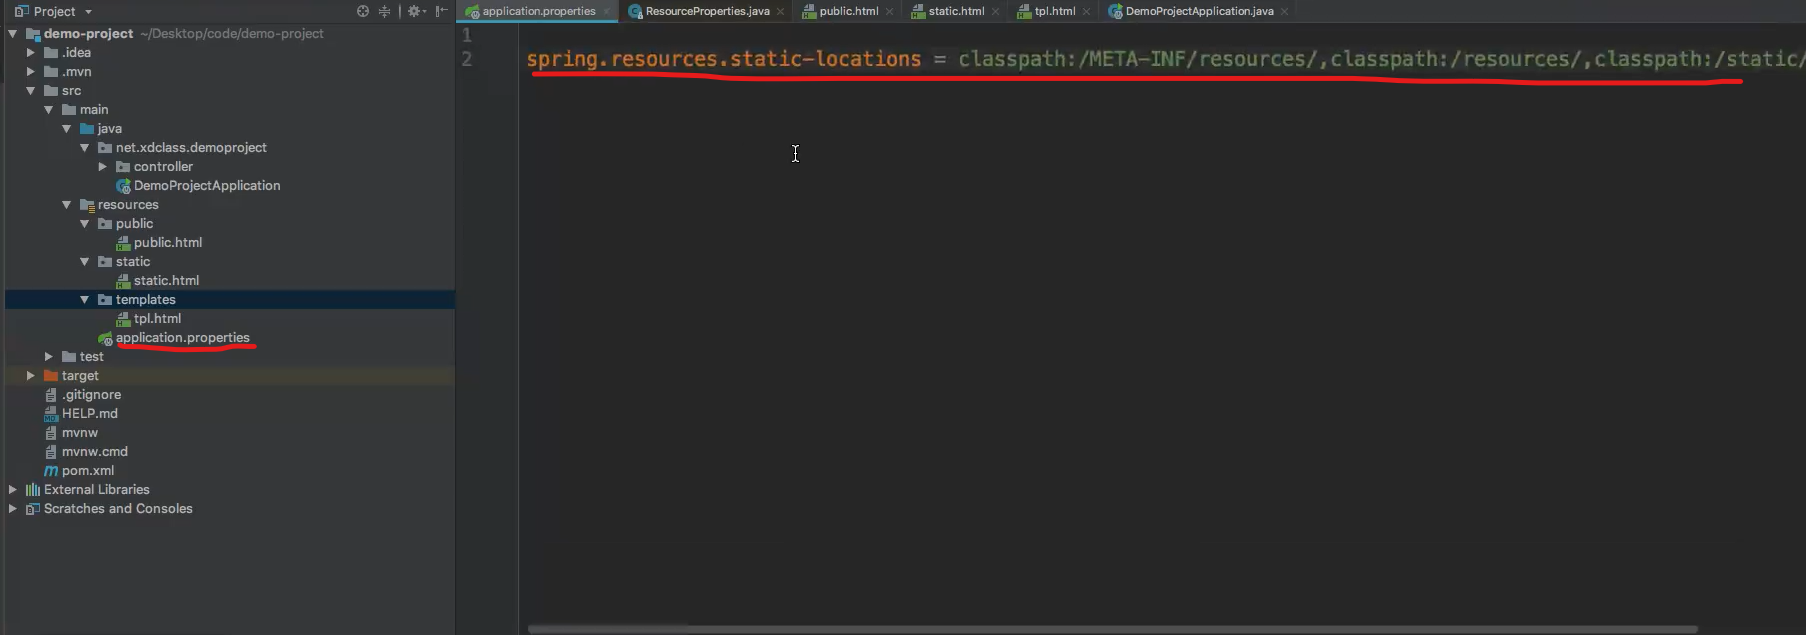 Project
demo-project ~/Desktop/code/demo-project
.idea
.mvn
src
main
java
net.xdclass.demoproject
controller
DemoProjectApplication
resources
public
public.html
static
static.html
templates
tpl.html
application.properties
test
target
.gitignore
HELP.md
mvnw
mvnw.cmd
pom.xml
External Libraries
Scratches and Consoles
application.properties ResourceProperties.java public.html static.html tpl.html DemoProjectApplication.java
1
2 spring.resources.static-locations = classpath:/META-INF/resources/,classpath:/resources/,classpath:/static/